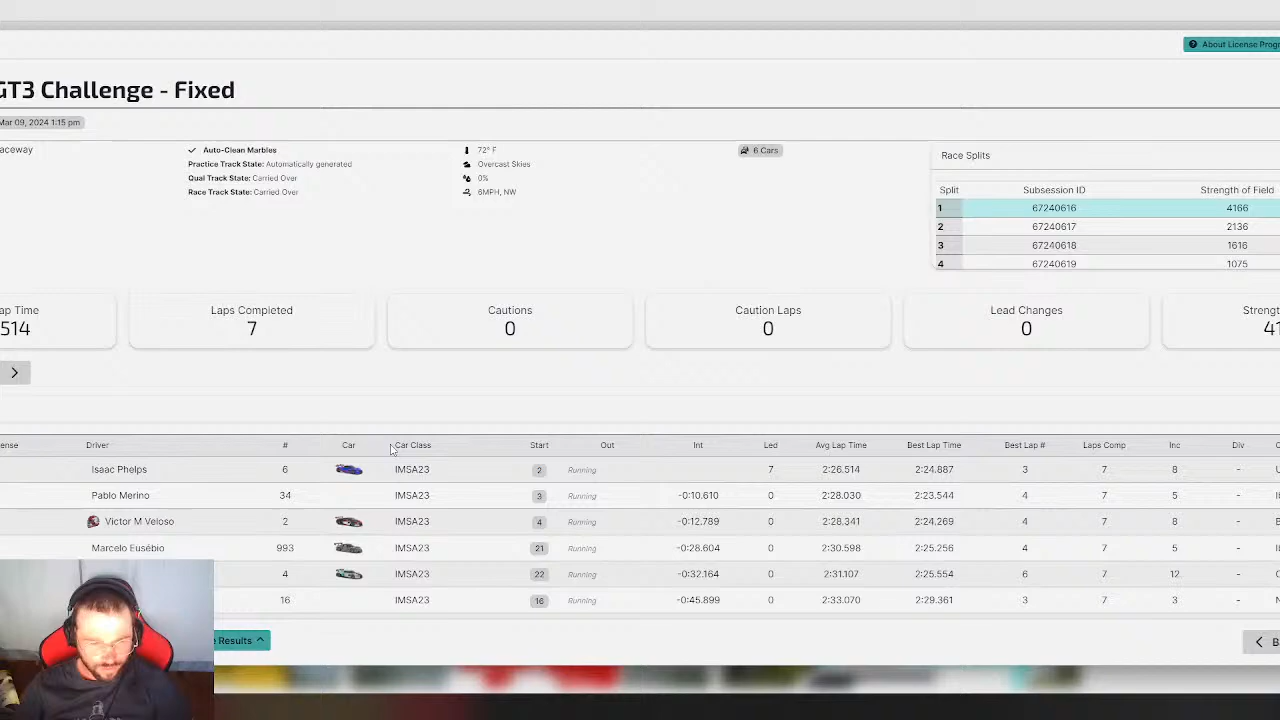 About License Progr
GT3 Challenge - Fixed
Mar 09, 2024 1:15 pm
aceway
Auto-Clean Marbles
Practice Track State: Automatically generated
Qual Track State: Carried Over
Race Track State: Carried Over
72° F
Overcast Skies
0%
6MPH, NW
6 Cars
Race Splits
Split Subsession ID Strength of Field
1 67240616 4166
2 67240617 2136
3 67240618 1616
4 67240619 1075
ap Time Laps Completed Cautions Caution Laps Lead Changes Strengt
514 7 0 0 0 41
ense Driver # Car Car Class Start Out Int Led Avg Lap Time Best Lap Time Best Lap # Laps Comp Inc Div
Isaac Phelps 6 IMSA23 2 Running 7 2:26.514 2:24.887 3 7 8 -
Pablo Merino 34 IMSA23 3 Running -0:10.610 0 2:28.030 2:23.544 4 7 5 -
Victor M Veloso 2 IMSA23 4 Running -0:12.789 0 2:28.341 2:24.269 4 7 8 -
Marcelo Eusébio 993 IMSA23 21 Running -0:28.604 0 2:30.598 2:25.256 4 7 5 -
4 IMSA23 22 Running -0:32.164 0 2:31.107 2:25.554 6 7 12 -
16 IMSA23 16 Running -0:45.899 0 2:33.070 2:29.361 3 7 3 -
e Results
B